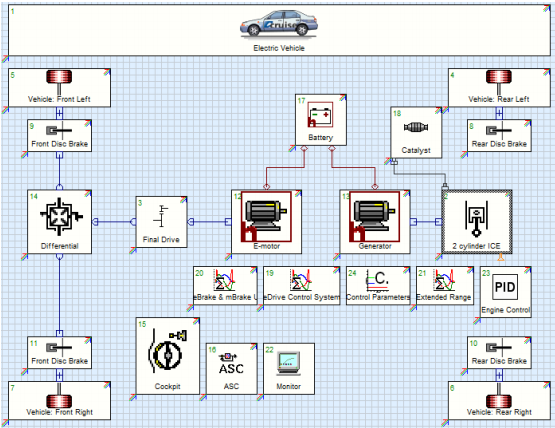 1
Cruise
Electric Vehicle
5
Vehicle: Front Left
4
Vehicle: Rear Left
17
Battery
18
Catalyst
9
Front Disc Brake
8
Rear Disc Brake
14
Differential
3
Final Drive
12
E-motor
13
Generator
2 cylinder ICE
20
eBrake & mBrake U
19
eDrive Control System
24
C.
Control Parameters
21
Extended Range
23
PID
Engine Control
15
Cockpit
16
ASC
ASC
22
Monitor
11
Front Disc Brake
10
Rear Disc Brake
7
Vehicle: Front Right
6
Vehicle: Rear Right